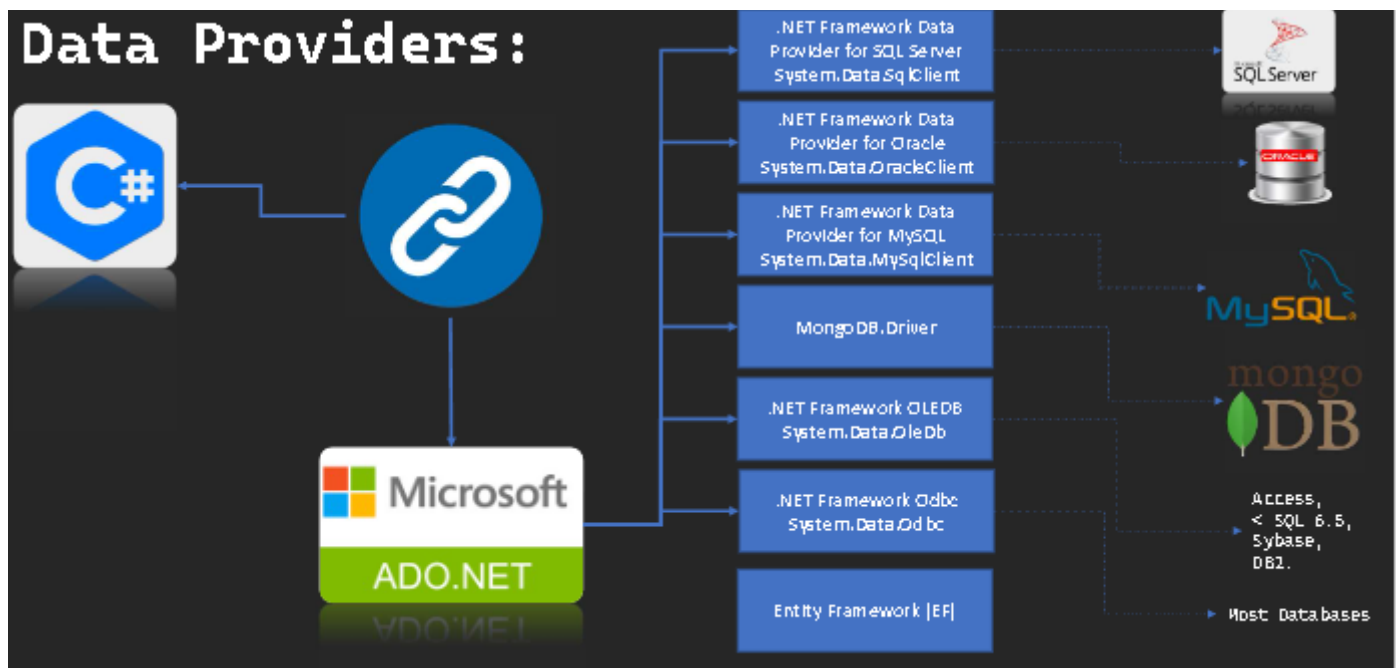 Data Providers:
C#
Microsoft
ADO.NET
.NET Framework Data
Provider for SQL Server
System.Data.SqlClient
.NET Framework Data
Provider for Oracle
System.Data.OracleClient
.NET Framework Data
Provider for MySQL
System.Data.MySqlClient
MongoDB.Driver
.NET Framework OLEDB
System.Data.OleDb
.NET Framework Odbc
System.Data.Odbc
Entity Framework |EF|
SQL Server
ORACLE
MySQL
mongo
DB
Access,
< SQL 6.5,
Sybase,
DB2.
Most Databases